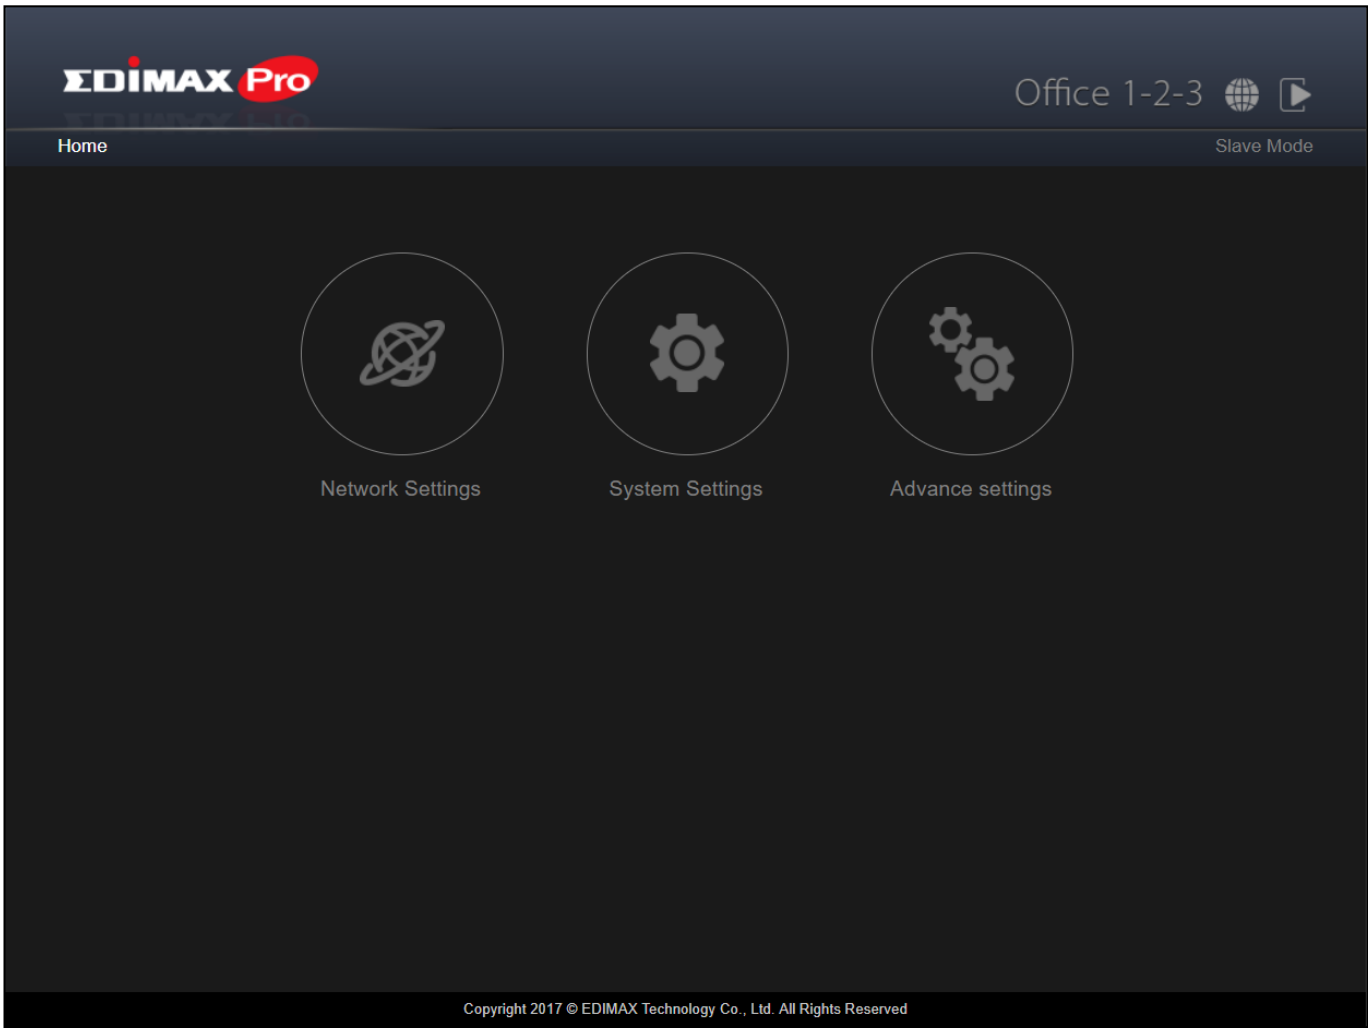 EDIMAX Pro
Office 1-2-3
Home
Slave Mode
Network Settings
System Settings
Advance settings
Copyright 2017 © EDIMAX Technology Co., Ltd. All Rights Reserved